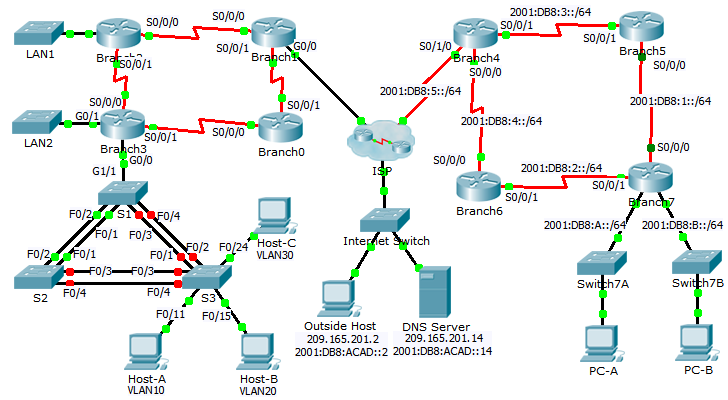 LAN1
S0/0/0
S0/0/0
Branch2
S0/0/1
S0/0/1
Branch1
G0/0
S0/0/0
S0/0/1
LAN2
G0/1
S0/0/1
S0/0/0
Branch3
Branch0
G0/0
G1/1
S1
F0/2
F0/1
F0/4
F0/3
F0/2
F0/1
F0/2
F0/1
F0/3
F0/3
F0/4
F0/4
S2
S3
F0/24
Host-C
VLAN30
F0/11
F0/15
Host-A
VLAN10
Host-B
VLAN20
ISP
Internet Switch
Outside Host
209.165.201.2
2001:DB8:ACAD::2
DNS Server
209.165.201.14
2001:DB8:ACAD::14
2001:DB8:3::/64
S0/1/0
Branch4
S0/0/1
S0/0/1
Branch5
S0/0/0
S0/0/0
2001:DB8:5::/64
2001:DB8:1::/64
2001:DB8:4::/64
S0/0/0
2001:DB8:2::/64
S0/0/0
Branch6
S0/0/1
S0/0/1
Branch7
2001:DB8:A::/64
2001:DB8:B::/64
Switch7A
Switch7B
PC-A
PC-B